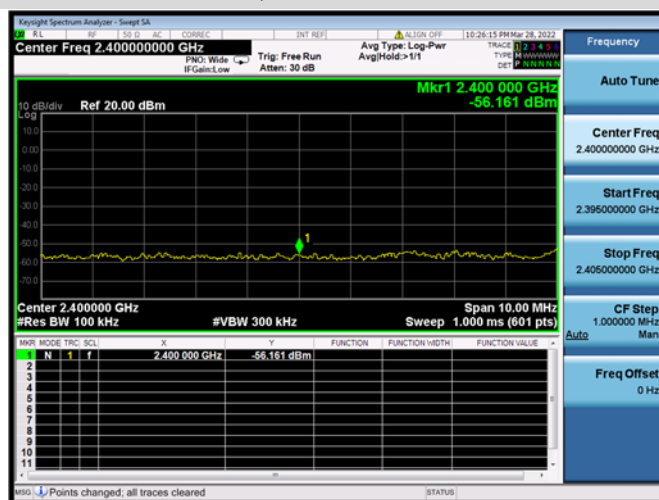 Keysight Spectrum Analyzer - Swept SA
RL RF 50 Ω AC CORREC INT REF ALIGN OFF 10:26:15 PM Mar 28, 2022
Center Freq 2.400000000 GHz
PNO: Wide
IFGain:Low
Trig: Free Run
Atten: 30 dB
Avg Type: Log-Pwr
Avg|Hold:>1/1
TRACE 1 2 3 4 5 6
TYPE M WWWWW
DET P N N N N N
Frequency
Mkr1 2.400 000 GHz
-56.161 dBm
10 dB/div Ref 20.00 dBm
Log
10.0
0.00
-10.0
-20.0
-30.0
-40.0
-50.0
-60.0
-70.0
1
Center 2.400000 GHz
#Res BW 100 kHz
#VBW 300 kHz
Span 10.00 MHz
Sweep 1.000 ms (601 pts)
MKR MODE TRC SCL X Y FUNCTION FUNCTION WIDTH FUNCTION VALUE
1 N 1 f 2.400 000 GHz -56.161 dBm
2
3
4
5
6
7
8
9
10
11
MSG Points changed; all traces cleared STATUS
Auto Tune
Center Freq
2.400000000 GHz
Start Freq
2.395000000 GHz
Stop Freq
2.405000000 GHz
CF Step
1.000000 MHz
Auto Man
Freq Offset
0 Hz